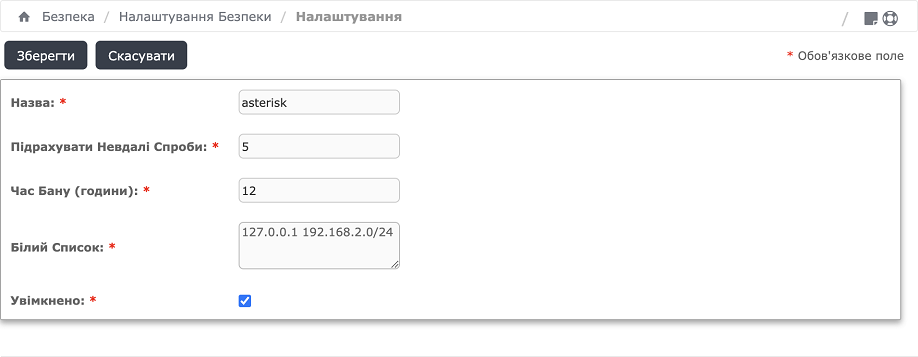 Безпека / Налаштування Безпеки / Налаштування /
Зберегти Скасувати * Обов'язкове поле
Назва: * asterisk
Підрахувати Невдалі Спроби: * 5
Час Бану (години): * 12
Білий Список: * 127.0.0.1 192.168.2.0/24
Увімкнено: *